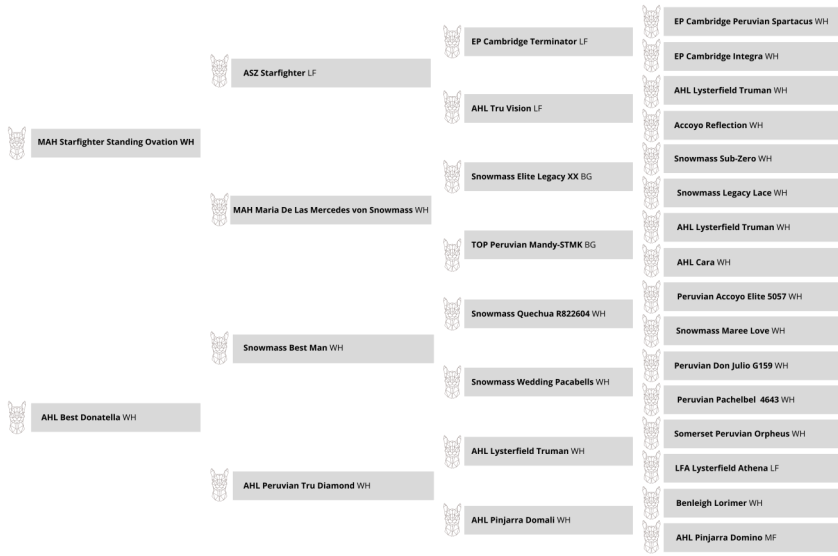 MAH Starfighter Standing Ovation WH
AHL Best Donatella WH
ASZ Starfighter LF
MAH Maria De Las Mercedes von Snowmass WH
Snowmass Best Man WH
AHL Peruvian Tru Diamond WH
EP Cambridge Terminator LF
AHL Tru Vision LF
Snowmass Elite Legacy XX BG
TOP Peruvian Mandy-STMK BG
Snowmass Quechua R822604 WH
Snowmass Wedding Pacabells WH
AHL Lysterfield Truman WH
AHL Pinjarra Domali WH
EP Cambridge Peruvian Spartacus WH
EP Cambridge Integra WH
AHL Lysterfield Truman WH
Accoyo Reflection WH
Snowmass Sub-Zero WH
Snowmass Legacy Lace WH
AHL Lysterfield Truman WH
AHL Cara WH
Peruvian Accoyo Elite 5057 WH
Snowmass Maree Love WH
Peruvian Don Julio G159 WH
Peruvian Pachelbel 4643 WH
Somerset Peruvian Orpheus WH
LFA Lysterfield Athena LF
Benleigh Lorimer WH
AHL Pinjarra Domino MF